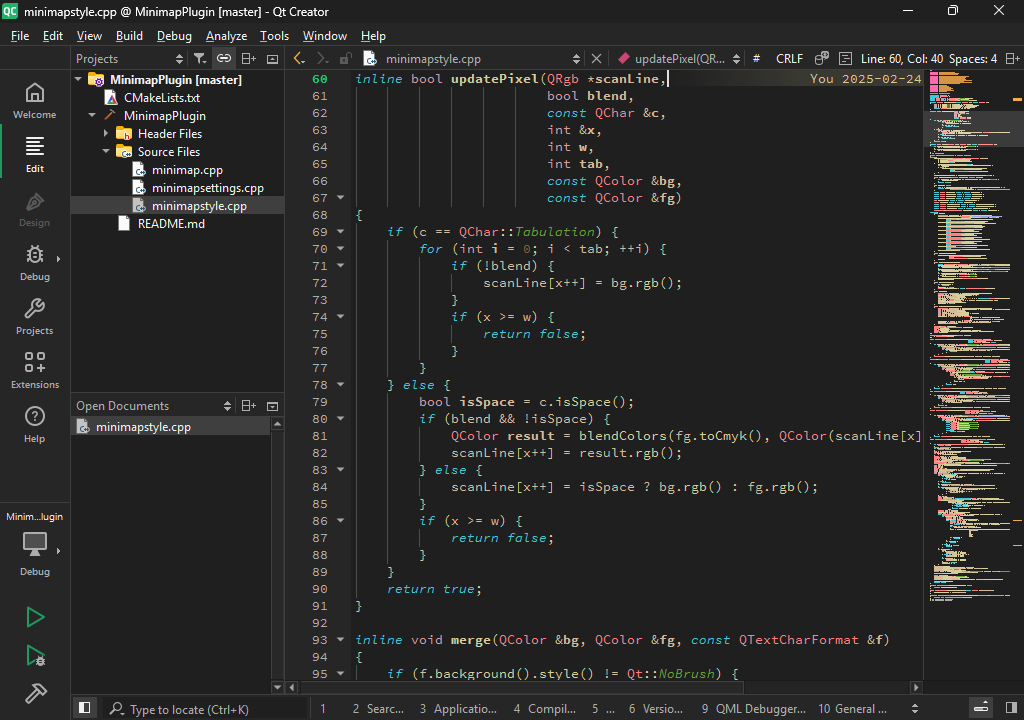 QC minimapstyle.cpp @ MinimapPlugin [master] - Qt Creator
File Edit View Build Debug Analyze Tools Window Help
Projects
minimapstyle.cpp
updatePixel(QR...
# CRLF
Line: 60, Col: 40 Spaces: 4
Welcome
Edit
Design
Debug
Projects
Extensions
Help
Minim...lugin
Debug
MinimapPlugin [master]
CMakeLists.txt
MinimapPlugin
Header Files
Source Files
minimap.cpp
minimapsettings.cpp
minimapstyle.cpp
README.md
Open Documents
minimapstyle.cpp
60 inline bool updatePixel(QRgb *scanLine, You 2025-02-24
61 bool blend,
62 const QChar &c,
63 int &x,
64 int w,
65 int tab,
66 const QColor &bg,
67 const QColor &fg)
68 {
69 if (c == QChar::Tabulation) {
70 for (int i = 0; i < tab; ++i) {
71 if (!blend) {
72 scanLine[x++] = bg.rgb();
73 }
74 if (x >= w) {
75 return false;
76 }
77 }
78 } else {
79 bool isSpace = c.isSpace();
80 if (blend && !isSpace) {
81 QColor result = blendColors(fg.toCmyk(), QColor(scanLine[x]
82 scanLine[x++] = result.rgb();
83 } else {
84 scanLine[x++] = isSpace ? bg.rgb() : fg.rgb();
85 }
86 if (x >= w) {
87 return false;
88 }
89 }
90 return true;
91 }
92
93 inline void merge(QColor &bg, QColor &fg, const QTextCharFormat &f)
94 {
95 if (f.background().style() != Qt::NoBrush) {
Type to locate (Ctrl+K)
1 2 Searc... 3 Applicatio... 4 Compil... 5 ... 6 Versio... 9 QML Debugger... 10 General ...